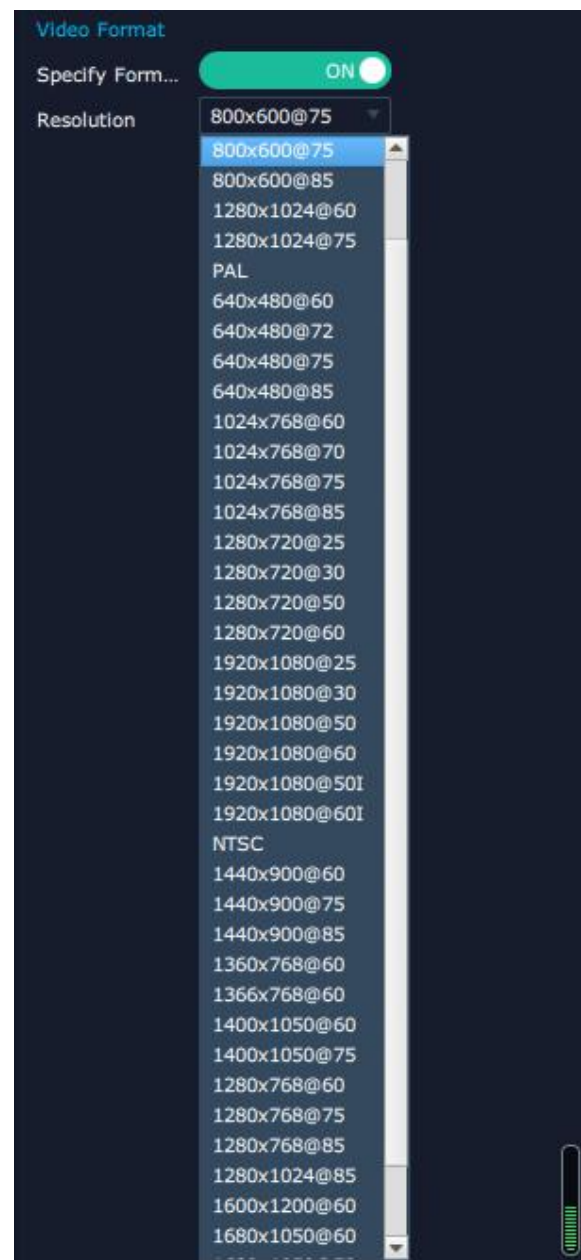 Video Format
Specify Form... ON
Resolution 800x600@75
800x600@75
800x600@85
1280x1024@60
1280x1024@75
PAL
640x480@60
640x480@72
640x480@75
640x480@85
1024x768@60
1024x768@70
1024x768@75
1024x768@85
1280x720@25
1280x720@30
1280x720@50
1280x720@60
1920x1080@25
1920x1080@30
1920x1080@50
1920x1080@60
1920x1080@50I
1920x1080@60I
NTSC
1440x900@60
1440x900@75
1440x900@85
1360x768@60
1366x768@60
1400x1050@60
1400x1050@75
1280x768@60
1280x768@75
1280x768@85
1280x1024@85
1600x1200@60
1680x1050@60